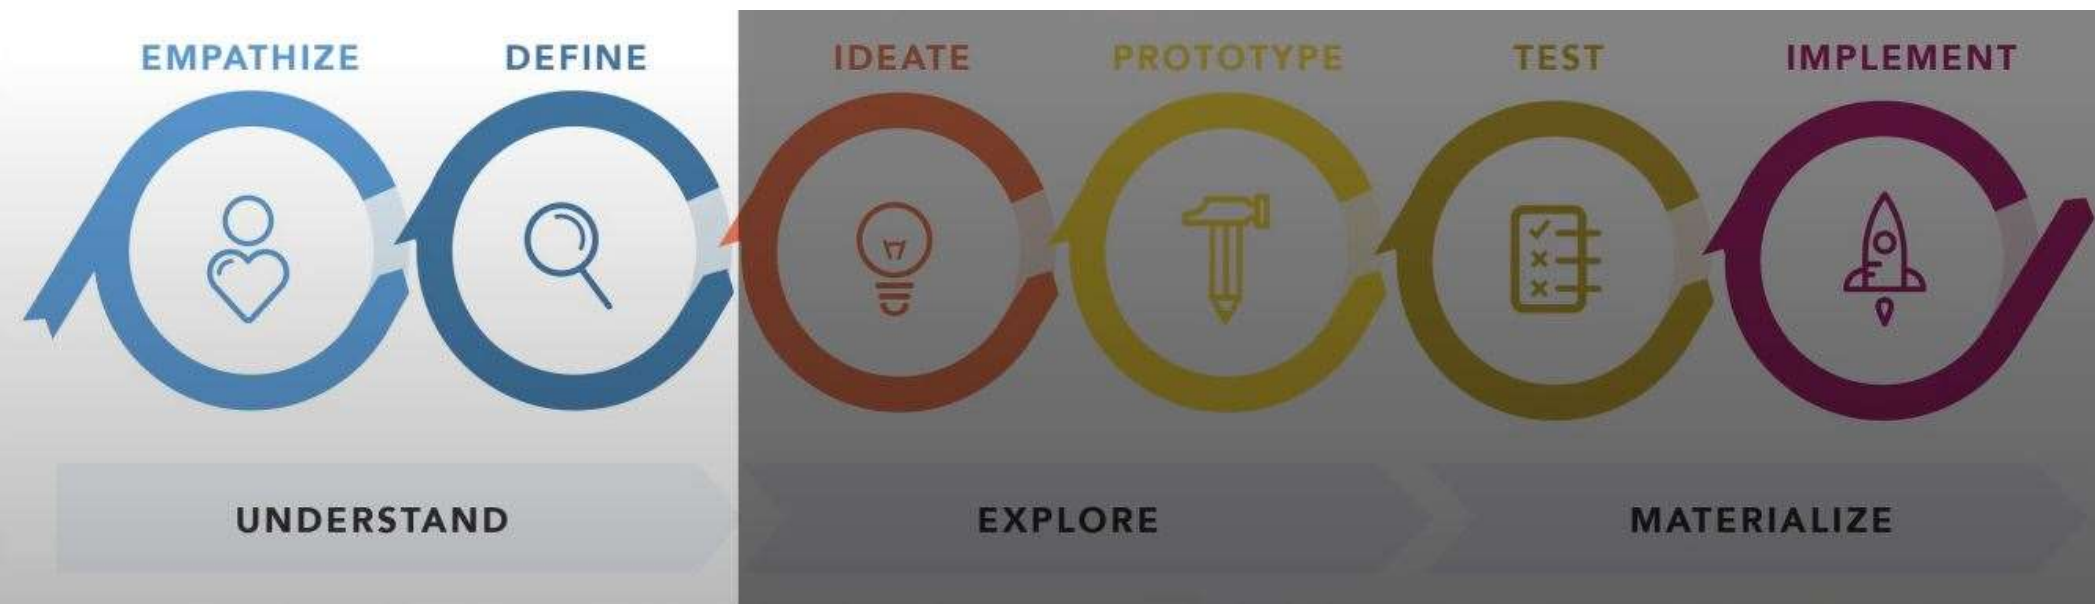 EMPATHIZE DEFINE IDEATE PROTOTYPE TEST IMPLEMENT
UNDERSTAND EXPLORE MATERIALIZE